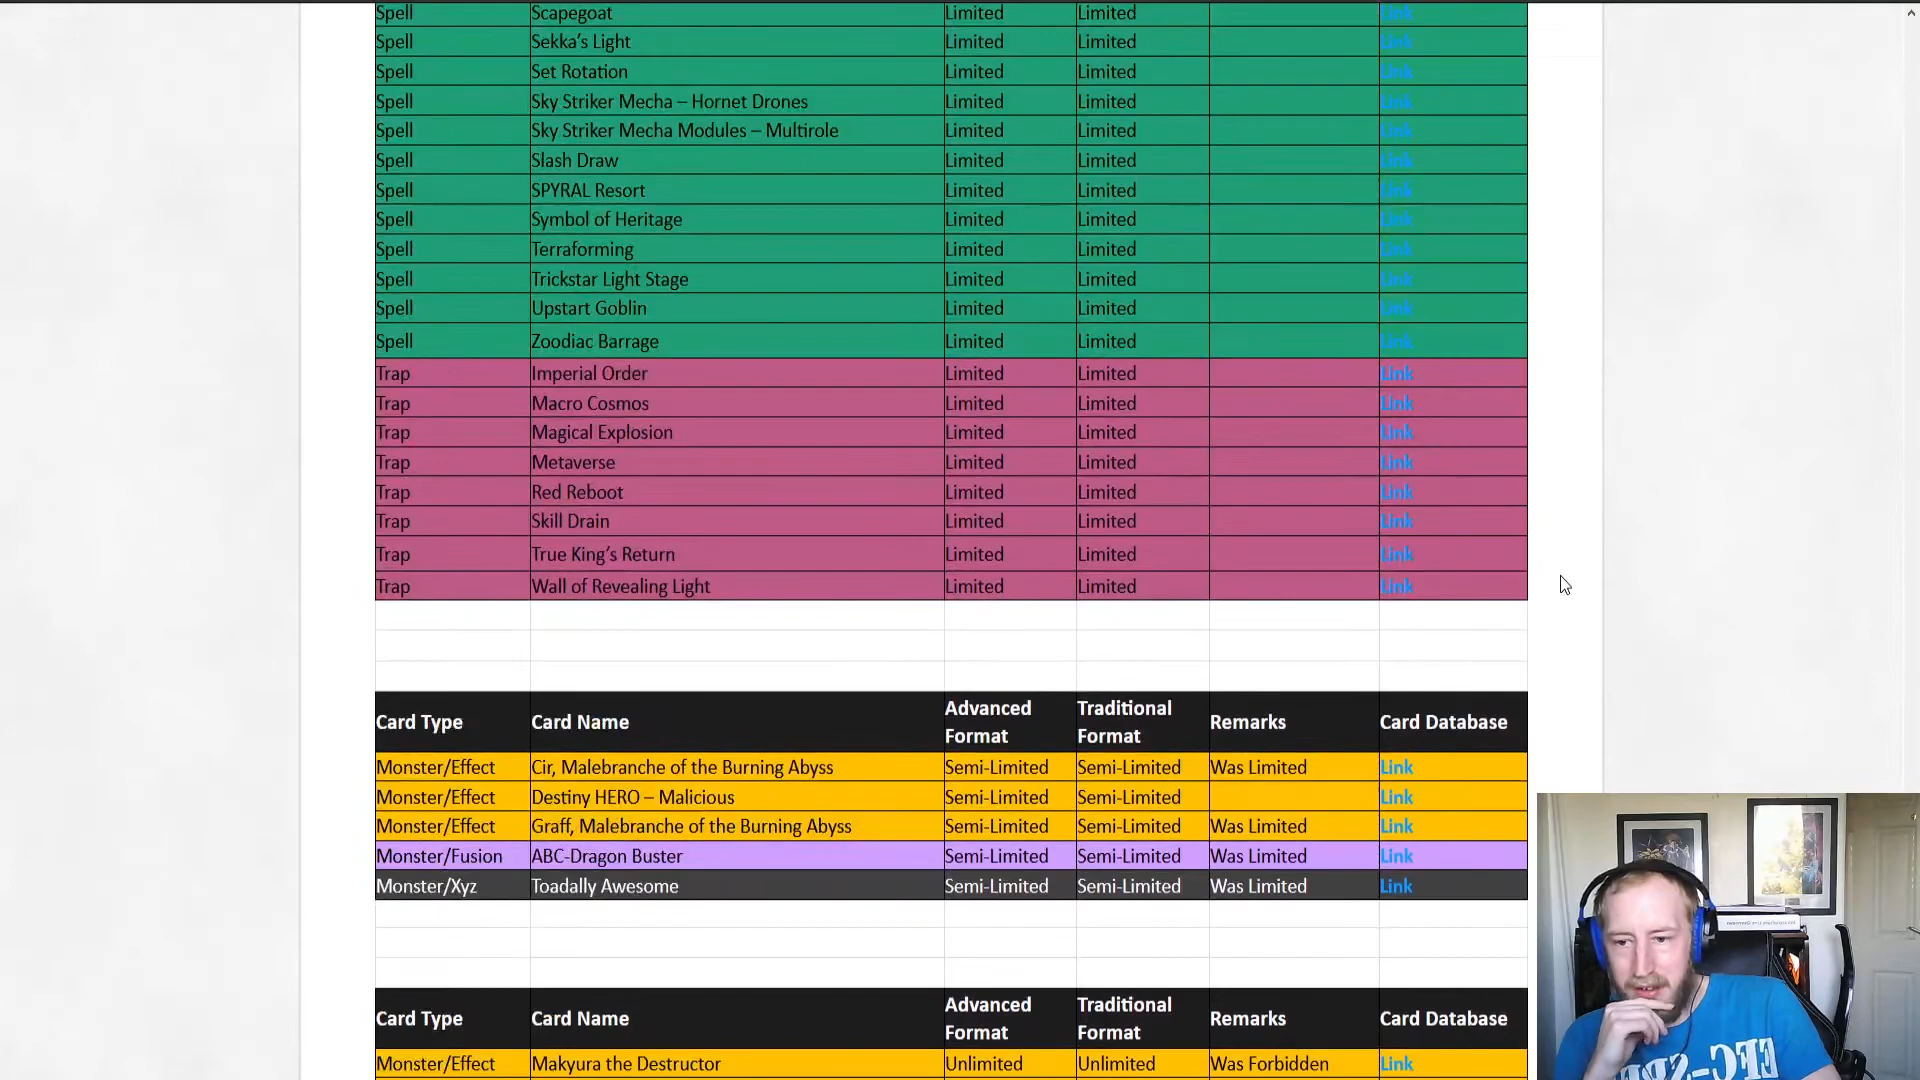 Spell Scapegoat Limited Limited Link
Spell Sekka’s Light Limited Limited Link
Spell Set Rotation Limited Limited Link
Spell Sky Striker Mecha – Hornet Drones Limited Limited Link
Spell Sky Striker Mecha Modules – Multirole Limited Limited Link
Spell Slash Draw Limited Limited Link
Spell SPYRAL Resort Limited Limited Link
Spell Symbol of Heritage Limited Limited Link
Spell Terraforming Limited Limited Link
Spell Trickstar Light Stage Limited Limited Link
Spell Upstart Goblin Limited Limited Link
Spell Zoodiac Barrage Limited Limited Link
Trap Imperial Order Limited Limited Link
Trap Macro Cosmos Limited Limited Link
Trap Magical Explosion Limited Limited Link
Trap Metaverse Limited Limited Link
Trap Red Reboot Limited Limited Link
Trap Skill Drain Limited Limited Link
Trap True King’s Return Limited Limited Link
Trap Wall of Revealing Light Limited Limited Link
Card Type Card Name Advanced Format Traditional Format Remarks Card Database
Monster/Effect Cir, Malebranche of the Burning Abyss Semi-Limited Semi-Limited Was Limited Link
Monster/Effect Destiny HERO – Malicious Semi-Limited Semi-Limited Link
Monster/Effect Graff, Malebranche of the Burning Abyss Semi-Limited Semi-Limited Was Limited Link
Monster/Fusion ABC-Dragon Buster Semi-Limited Semi-Limited Was Limited Link
Monster/Xyz Toadally Awesome Semi-Limited Semi-Limited Was Limited Link
Card Type Card Name Advanced Format Traditional Format Remarks Card Database
Monster/Effect Makyura the Destructor Unlimited Unlimited Was Forbidden Link